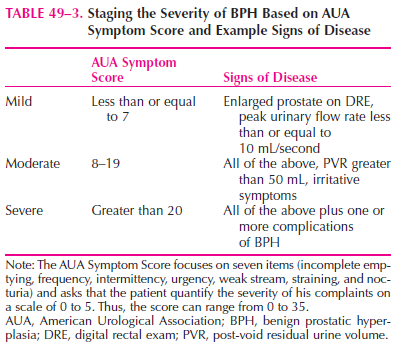 TABLE 49–3. Staging the Severity of BPH Based on AUA
Symptom Score and Example Signs of Disease
AUA Symptom
Score Signs of Disease
Mild Less than or equal Enlarged prostate on DRE,
to 7 peak urinary flow rate less
than or equal to
10 mL/second
Moderate 8–19 All of the above, PVR greater
than 50 mL, irritative
symptoms
Severe Greater than 20 All of the above plus one or
more complications
of BPH
Note: The AUA Symptom Score focuses on seven items (incomplete emp-
tying, frequency, intermittency, urgency, weak stream, straining, and noc-
turia) and asks that the patient quantify the severity of his complaints on
a scale of 0 to 5. Thus, the score can range from 0 to 35.
AUA, American Urological Association; BPH, benign prostatic hyper-
plasia; DRE, digital rectal exam; PVR, post-void residual urine volume.